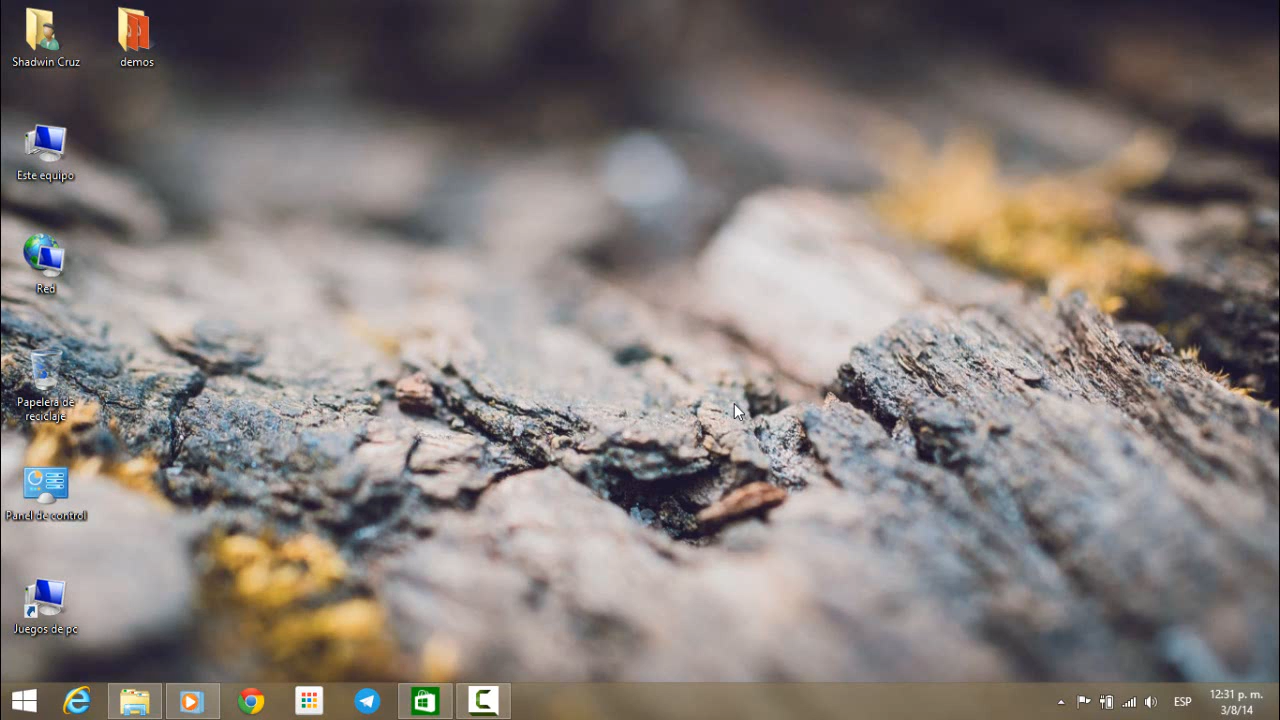 Shadwin Cruz
demos
Este equipo
Red
Papelera de
reciclaje
Panel de control
Juegos de pc
ESP
12:31 p. m.
3/8/14